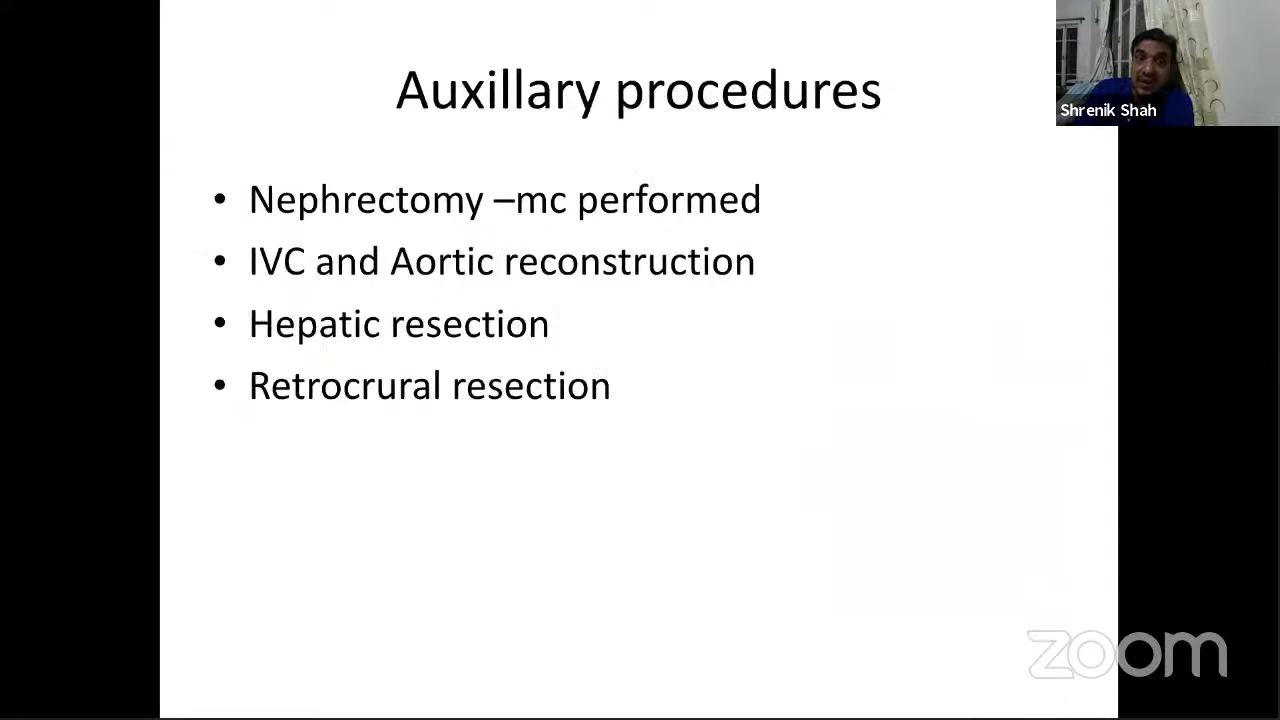 Auxillary procedures
Shrenik Shah
• Nephrectomy –mc performed
• IVC and Aortic reconstruction
• Hepatic resection
• Retrocrural resection
zoom